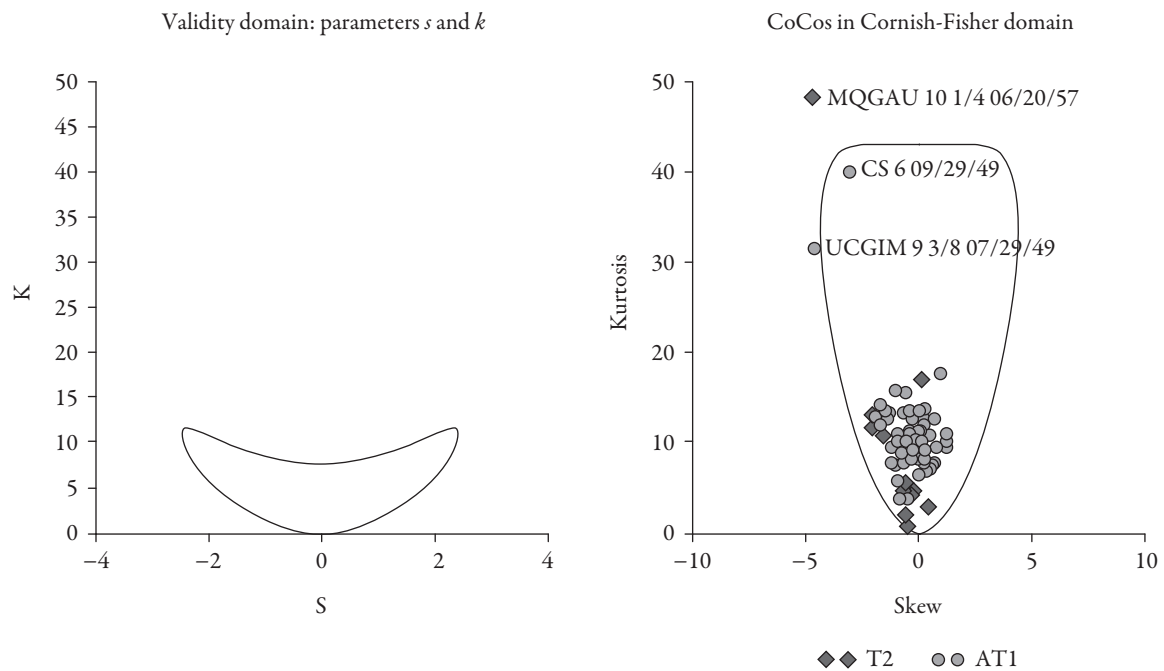 Validity domain: parameters s and k
50
45
40
35
30
20
15
10
5
0
K
−4
−2
0
2
4
S
CoCos in Cornish-Fisher domain
50
40
30
20
10
0
Kurtosis
MQGAU 10 1/4 06/20/57
CS 6 09/29/49
UCGIM 9 3/8 07/29/49
−10
−5
0
5
10
Skew
T2
AT1